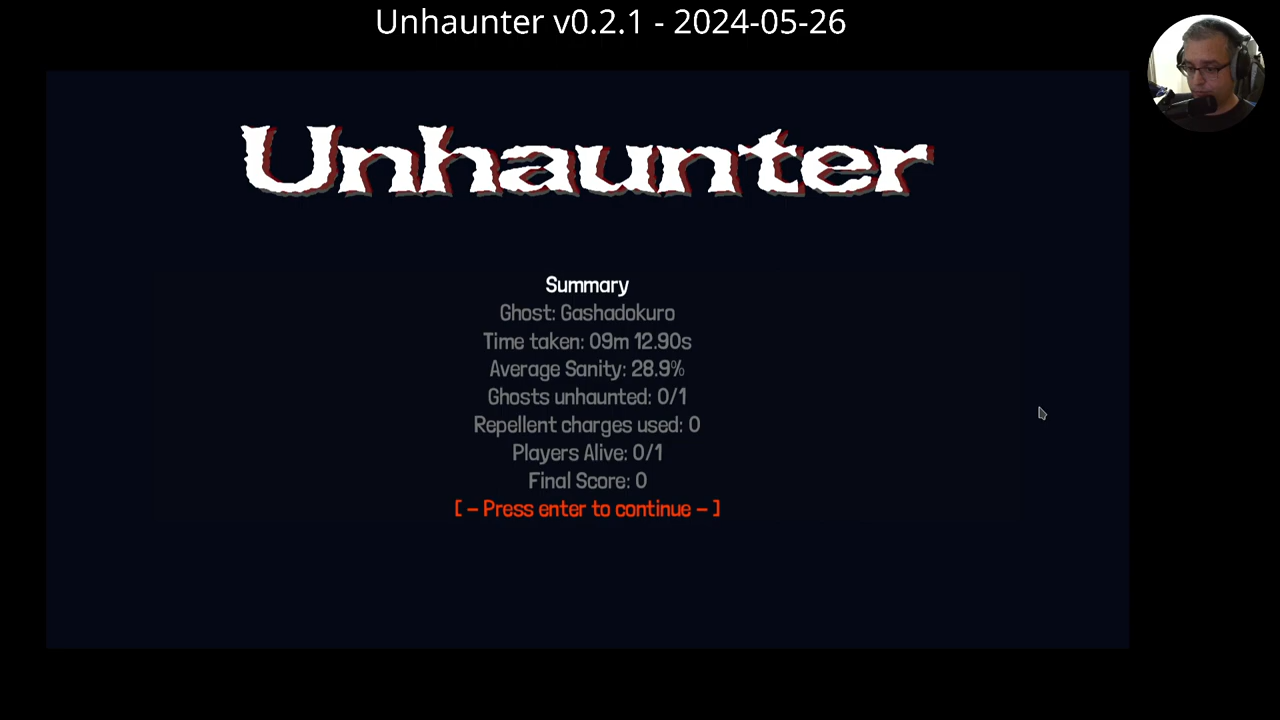 Unhaunter v0.2.1 - 2024-05-26
Unhaunter
Summary
Ghost: Gashadokuro
Time taken: 09m 12.90s
Average Sanity: 28.9%
Ghosts unhaunted: 0/1
Repellent charges used: 0
Players Alive: 0/1
Final Score: 0
[ - Press enter to continue - ]